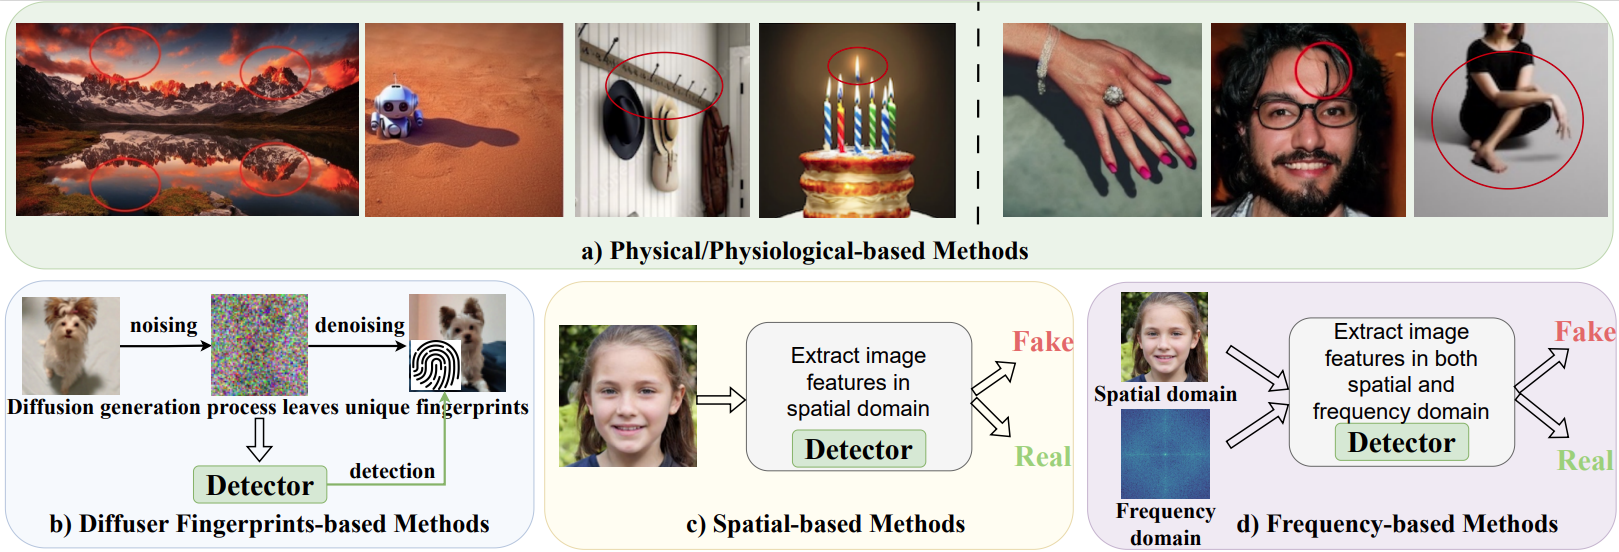 a) Physical/Physiological-based Methods
noising
denoising
Diffusion generation process leaves unique fingerprints
Detector
detection
b) Diffuser Fingerprints-based Methods
Extract image
features in
spatial domain
Detector
Fake
Real
c) Spatial-based Methods
Spatial domain
Frequency
domain
Extract image
features in both
spatial and
frequency domain
Detector
Fake
Real
d) Frequency-based Methods